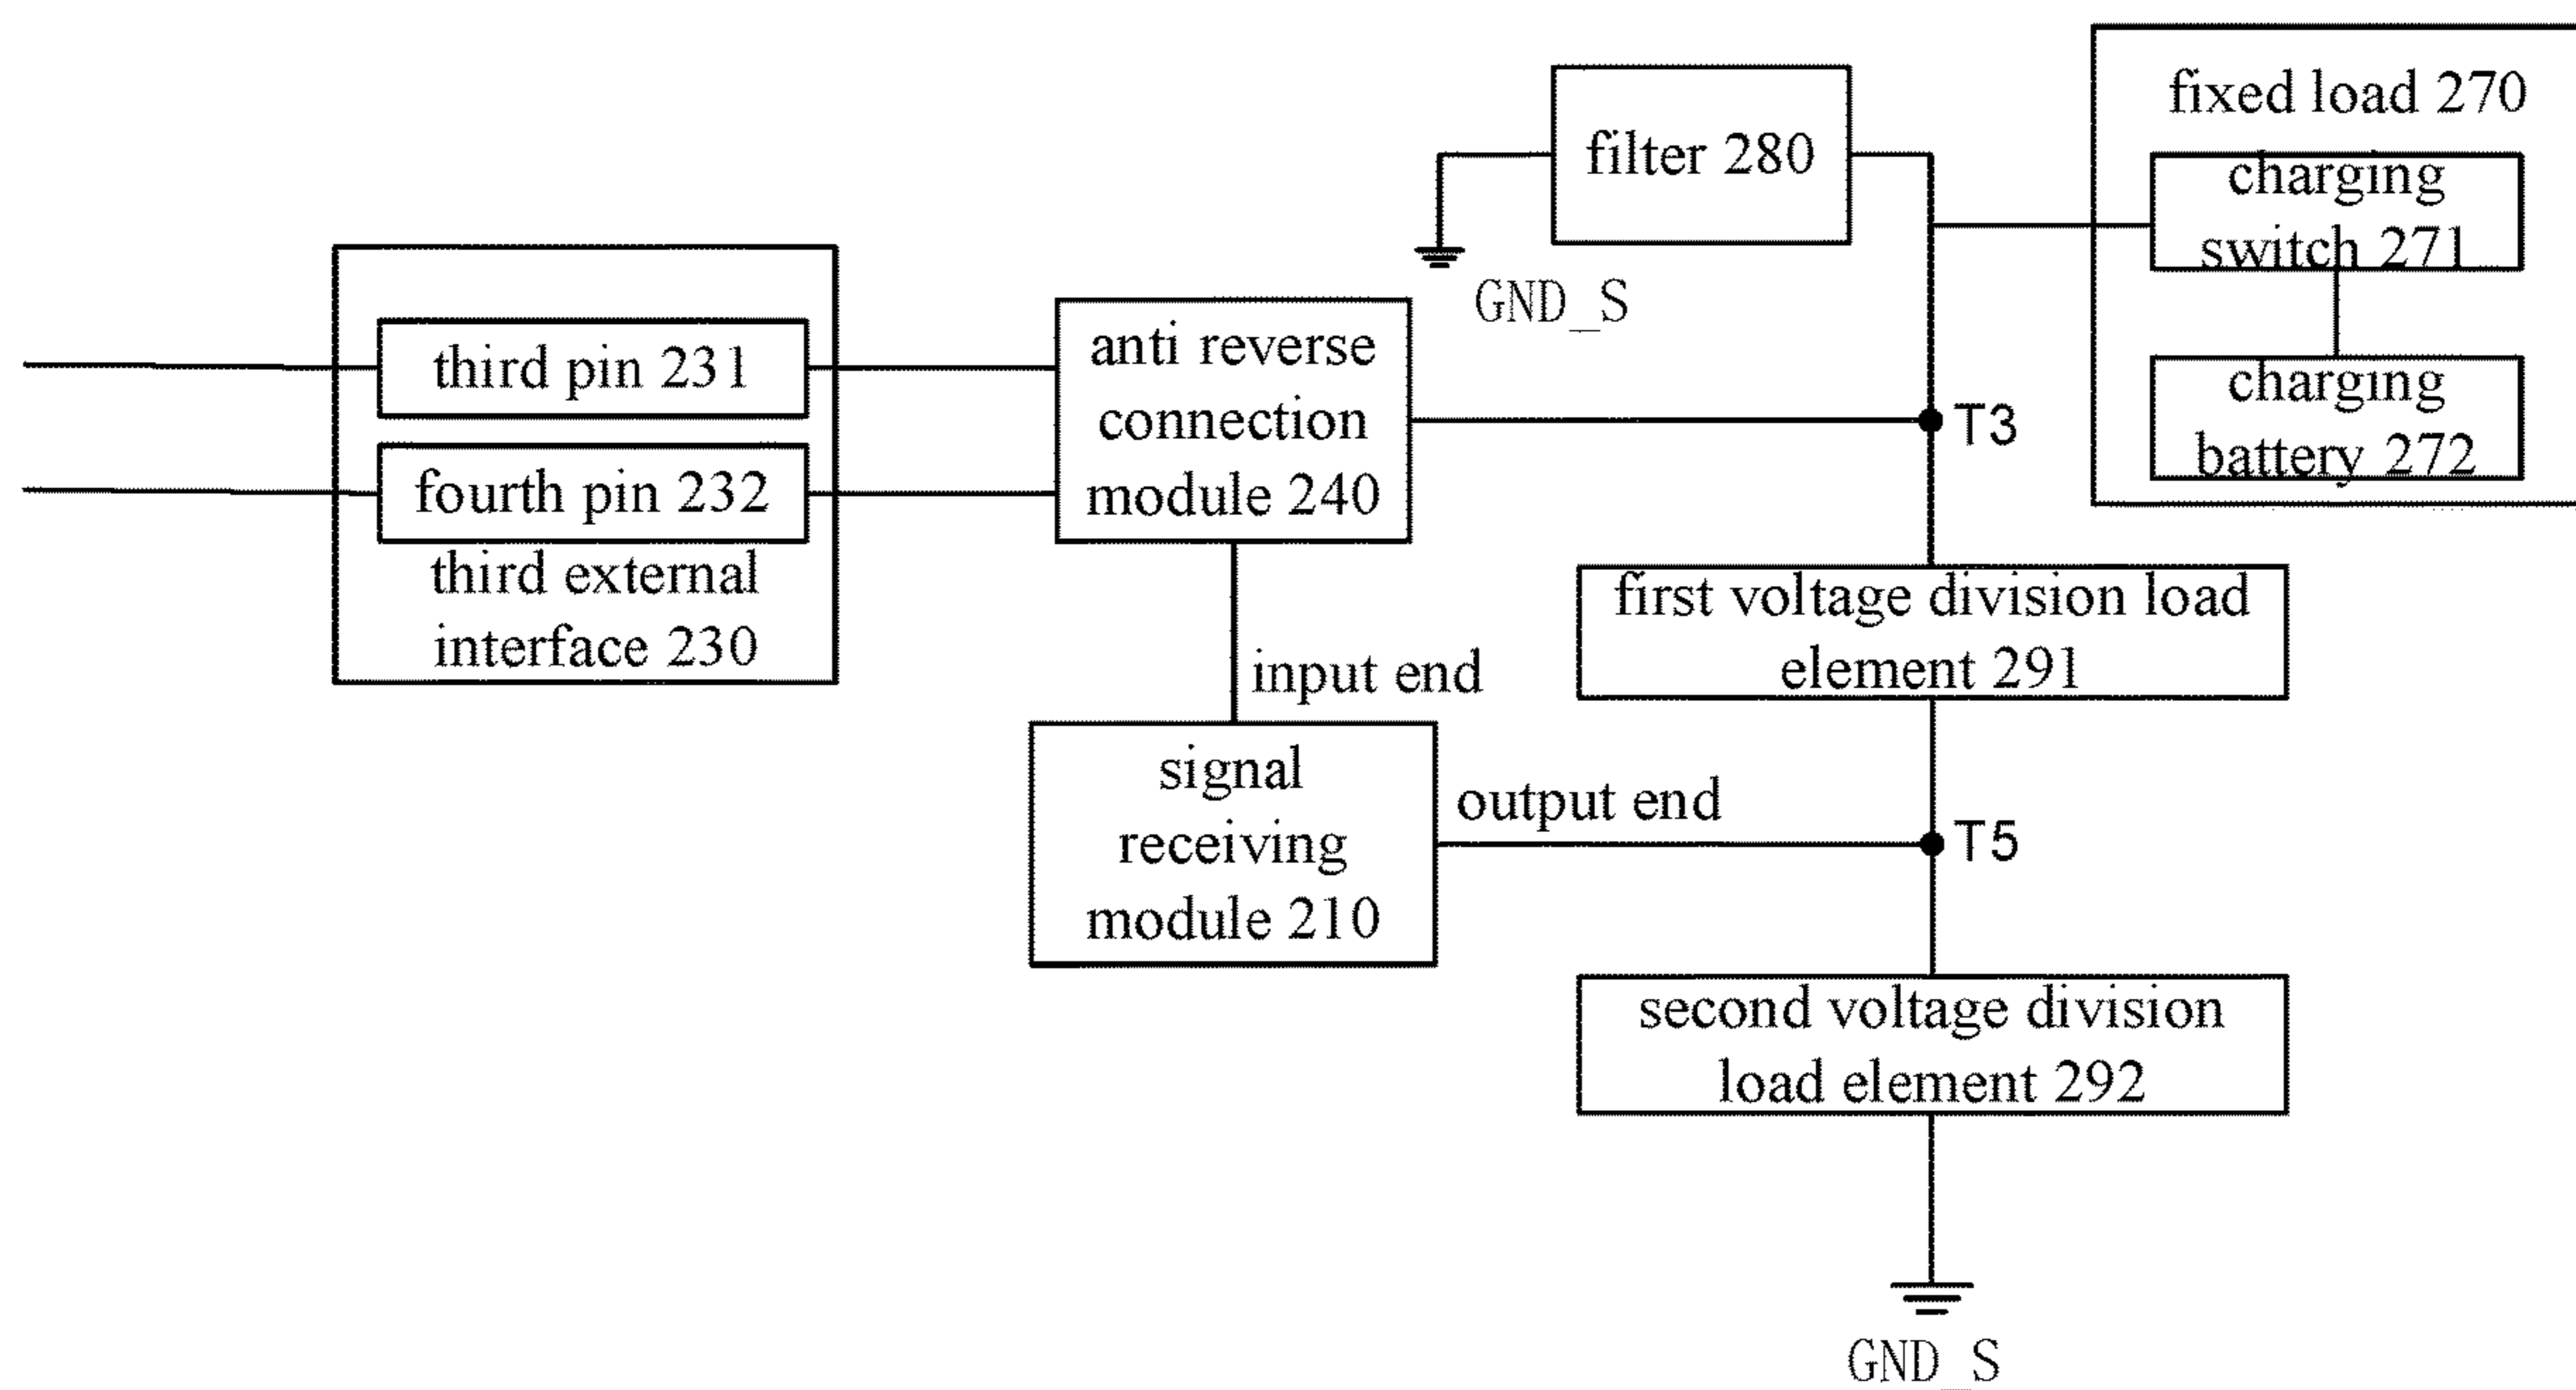 fixed load 270
filter 280
charging
switch 271
GND_S
anti reverse
connection
module 240
third pin 231
charging
battery 272
T3
fourth pin 232
third external
interface 230
first voltage division load
element 291
input end
signal
receiving
module 210
output end
T5
second voltage division
load element 292
GND_S